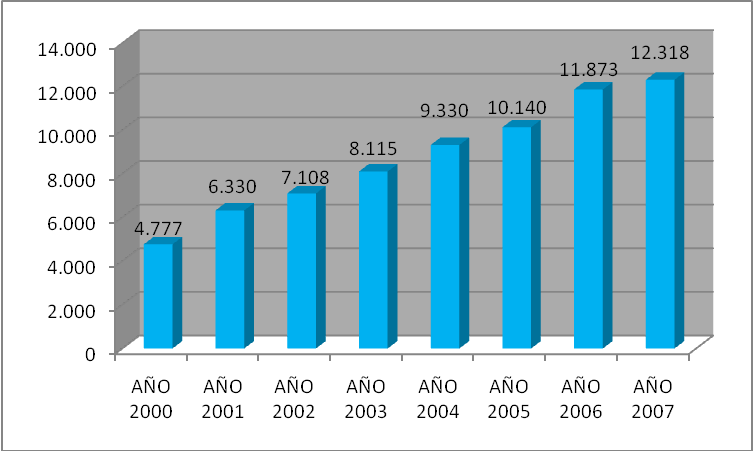 14.000
12.000
10.000
8.000
6.000
4.000
2.000
0
4.777
6.330
7.108
8.115
9.330
10.140
11.873
12.318
AÑO 2000
AÑO 2001
AÑO 2002
AÑO 2003
AÑO 2004
AÑO 2005
AÑO 2006
AÑO 2007